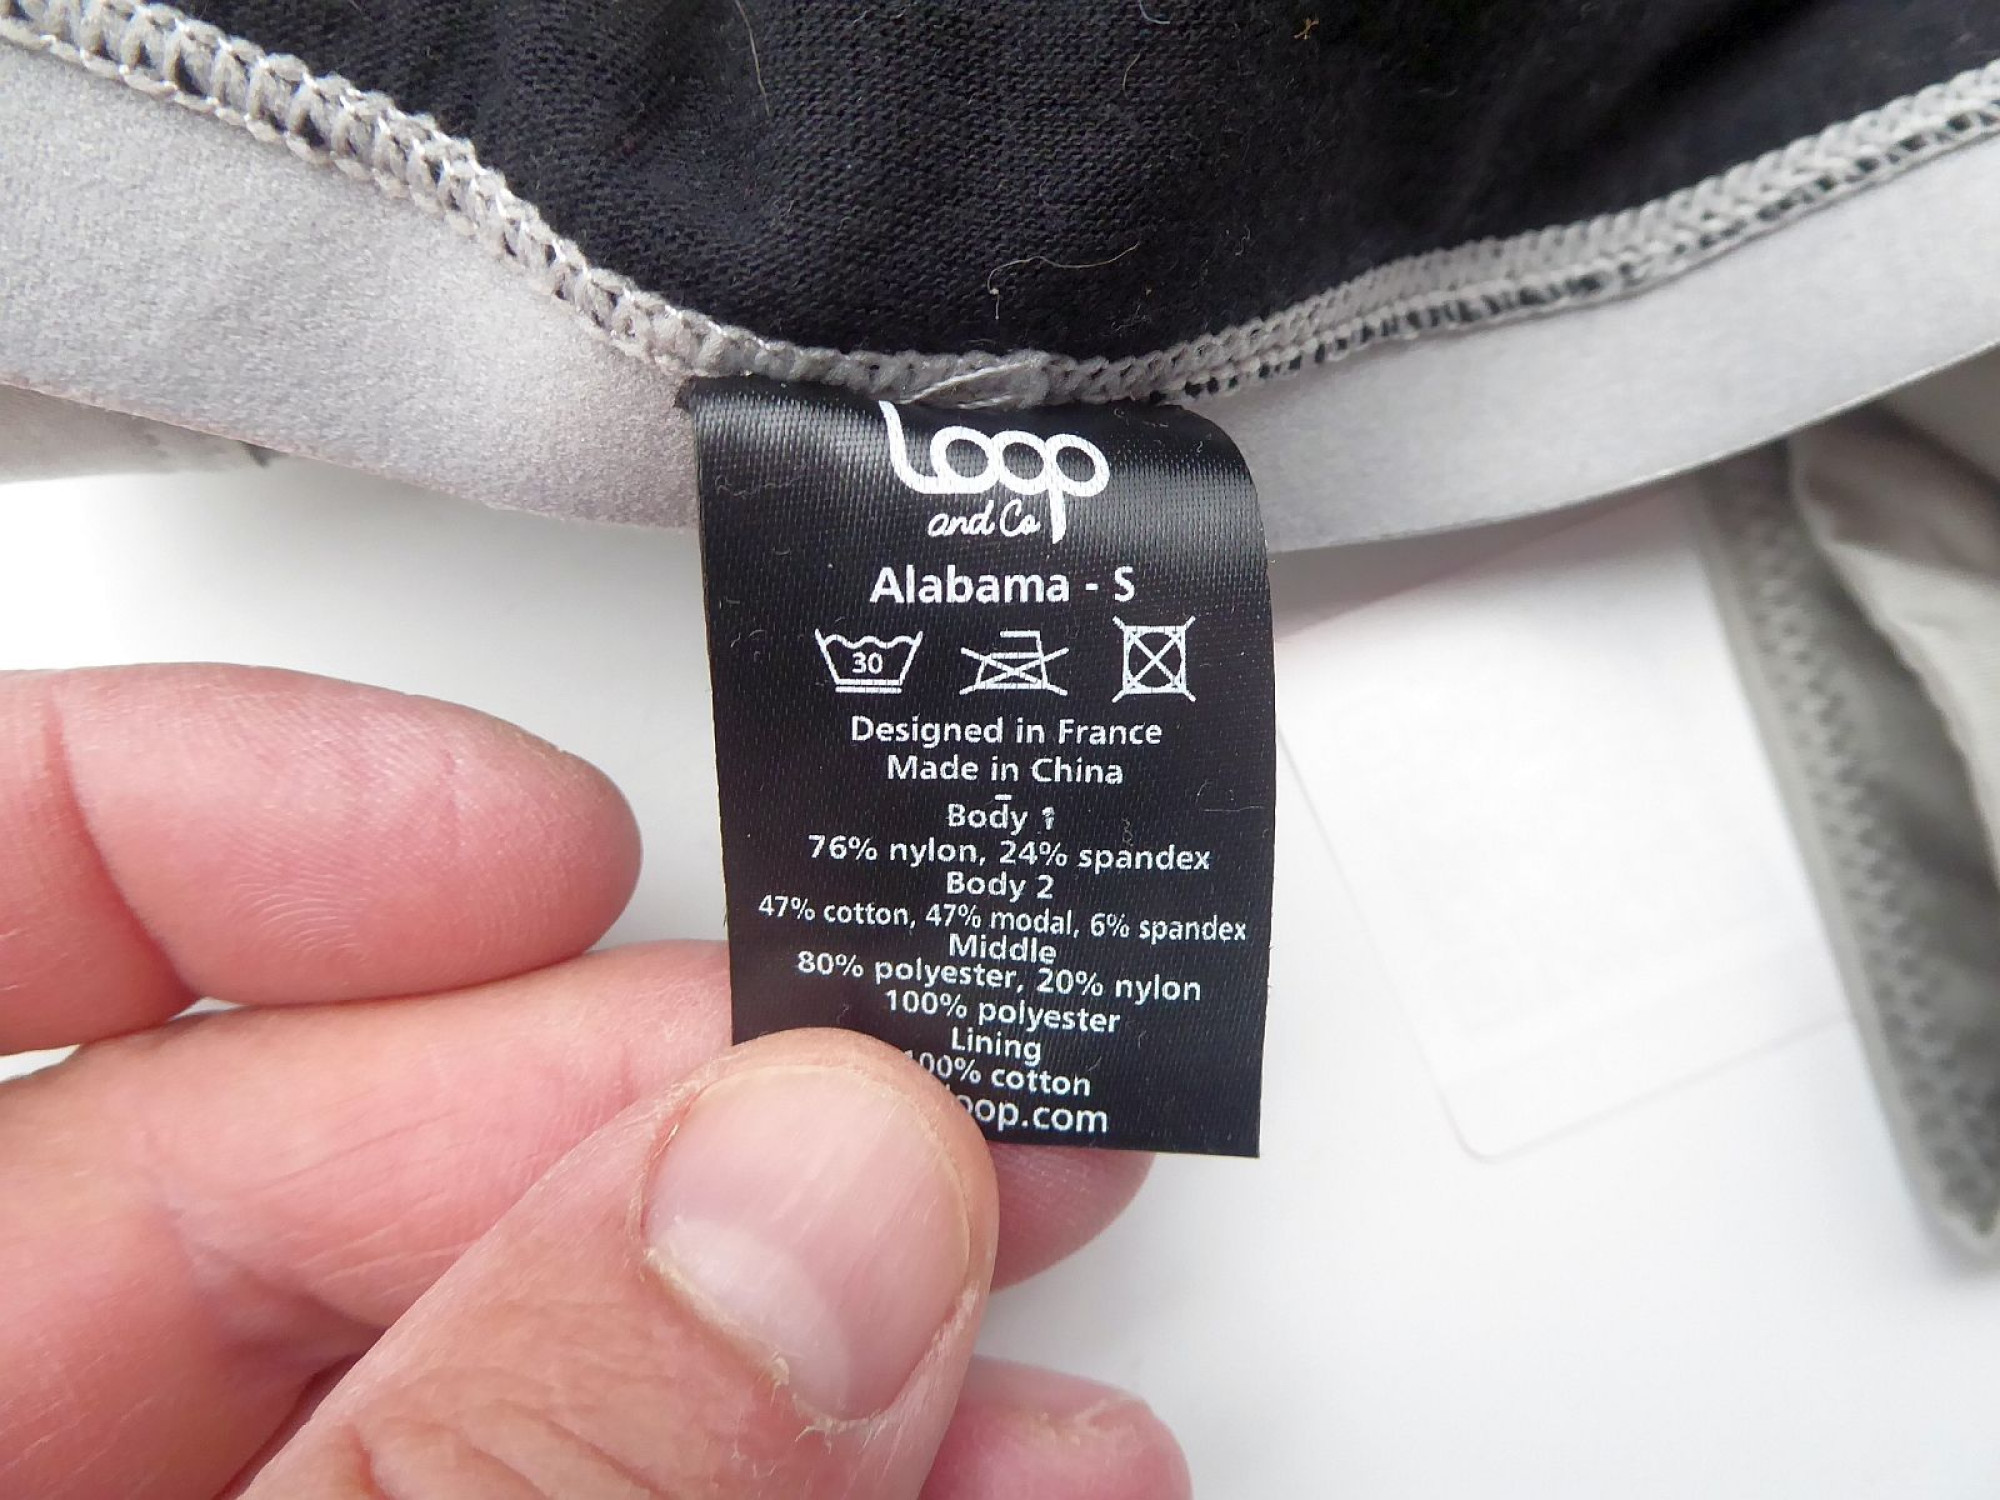 Loop
and Co
Alabama - S
30
Designed in France
Made in China
-
Body 1
76% nylon, 24% spandex
Body 2
47% cotton, 47% modal, 6% spandex
Middle
80% polyester, 20% nylon
100% polyester
Lining
100% cotton
oop.com